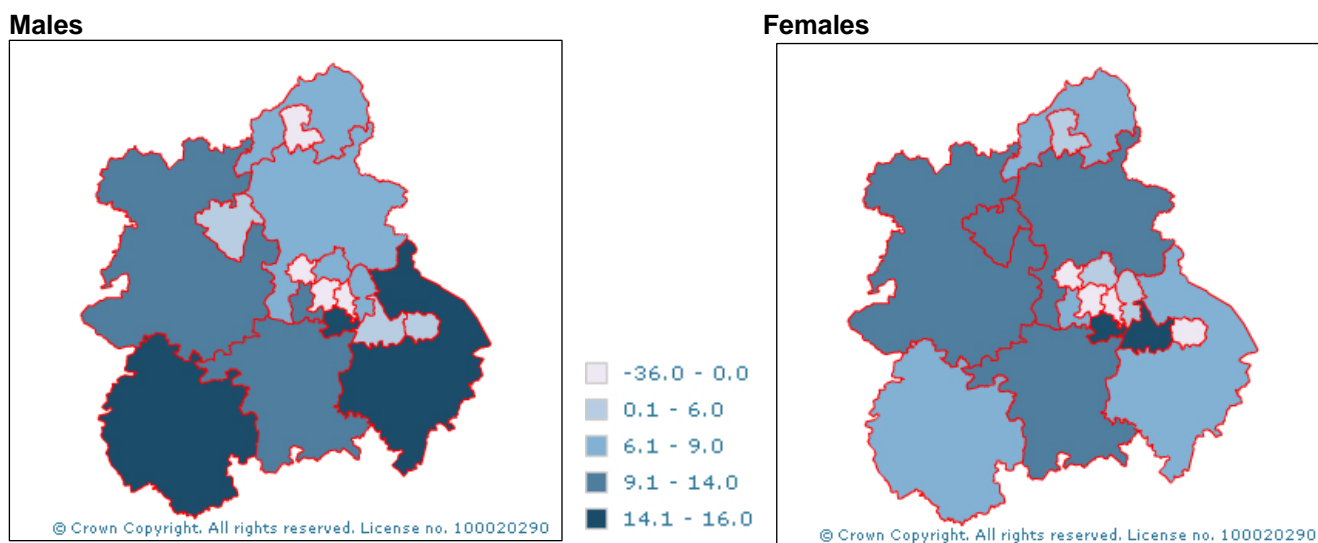 Males
Females
-36.0 - 0.0
0.1 - 6.0
6.1 - 9.0
9.1 - 14.0
14.1 - 16.0
© Crown Copyright. All rights reserved. License no. 100020290
© Crown Copyright. All rights reserved. License no. 100020290